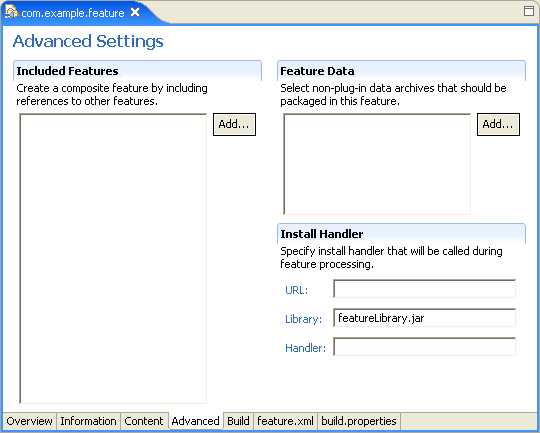 com.example.feature
Advanced Settings
Included Features
Create a composite feature by including
references to other features.
Add...
Feature Data
Select non-plug-in data archives that should be
packaged in this feature.
Add...
Install Handler
Specify install handler that will be called during
feature processing.
URL:
Library: featureLibrary.jar
Handler:
Overview Information Content Advanced Build feature.xml build.properties